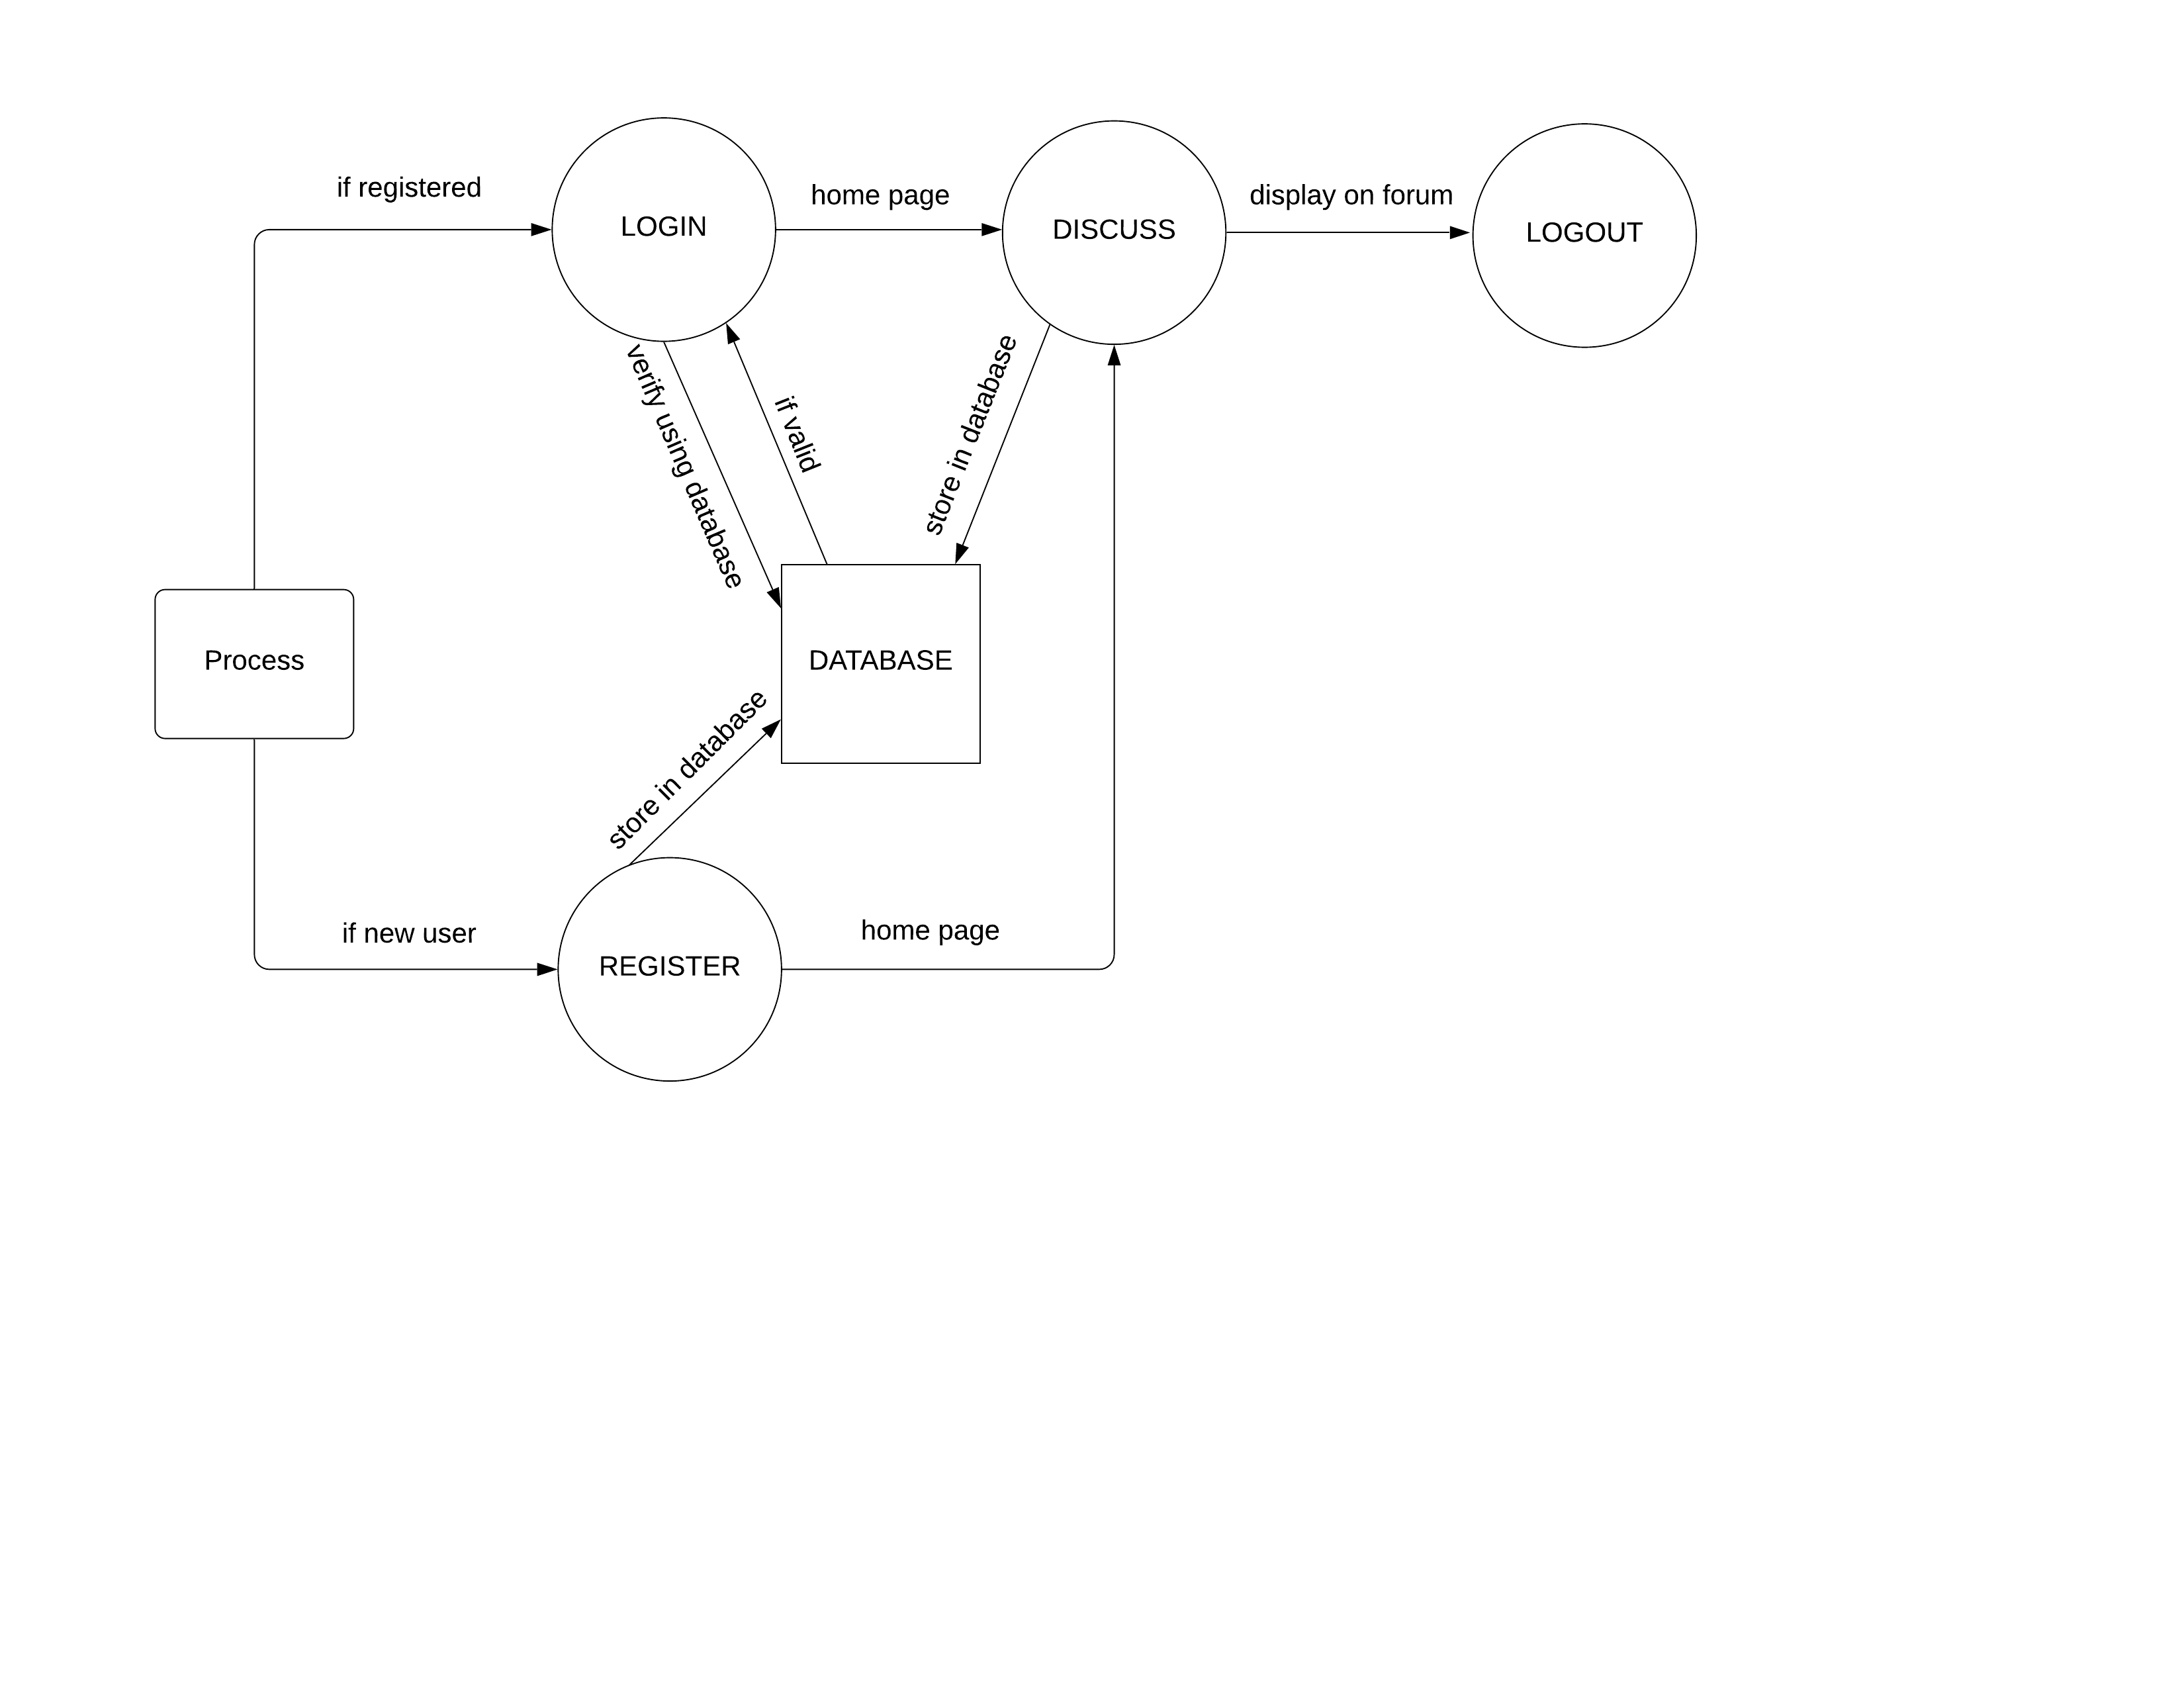 if registered
LOGIN
home page
DISCUSS
display on forum
LOGOUT
verify using database
if valid
store in database
Process
DATABASE
store in database
if new user
REGISTER
home page